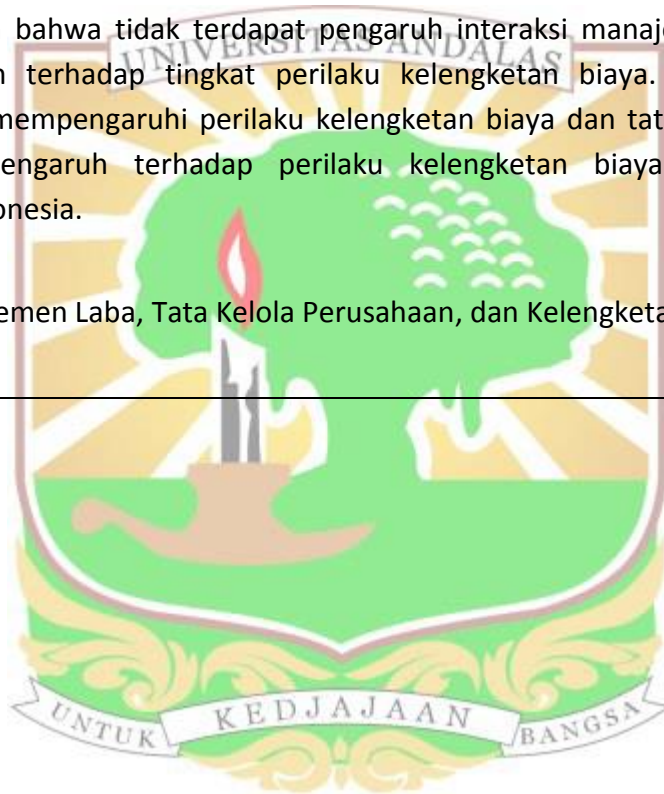 bahwa tidak terdapat pengaruh interaksi manaj
UNIVERSITAS ANDALAS
terhadap tingkat perilaku kelengketan biaya.
mempengaruhi perilaku kelengketan biaya dan tat
engaruh terhadap perilaku kelengketan biaya
onesia.
emen Laba, Tata Kelola Perusahaan, dan Kelengketa
UNTUK KEDJAJAAN BANGSA